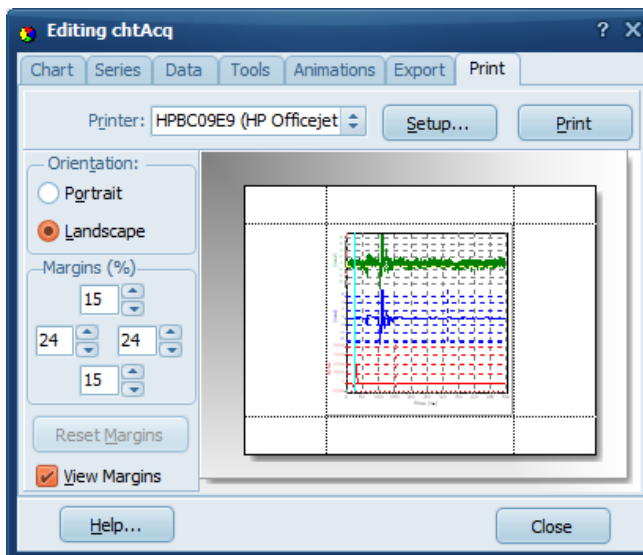 Editing chtAcq
Chart Series Data Tools Animations Export Print
Printer: HPBC09E9 (HP Officejet Setup... Print
Orientation:
Portrait
Landscape
Margins (%)
15
24 24
15
Reset Margins
View Margins
Help... Close